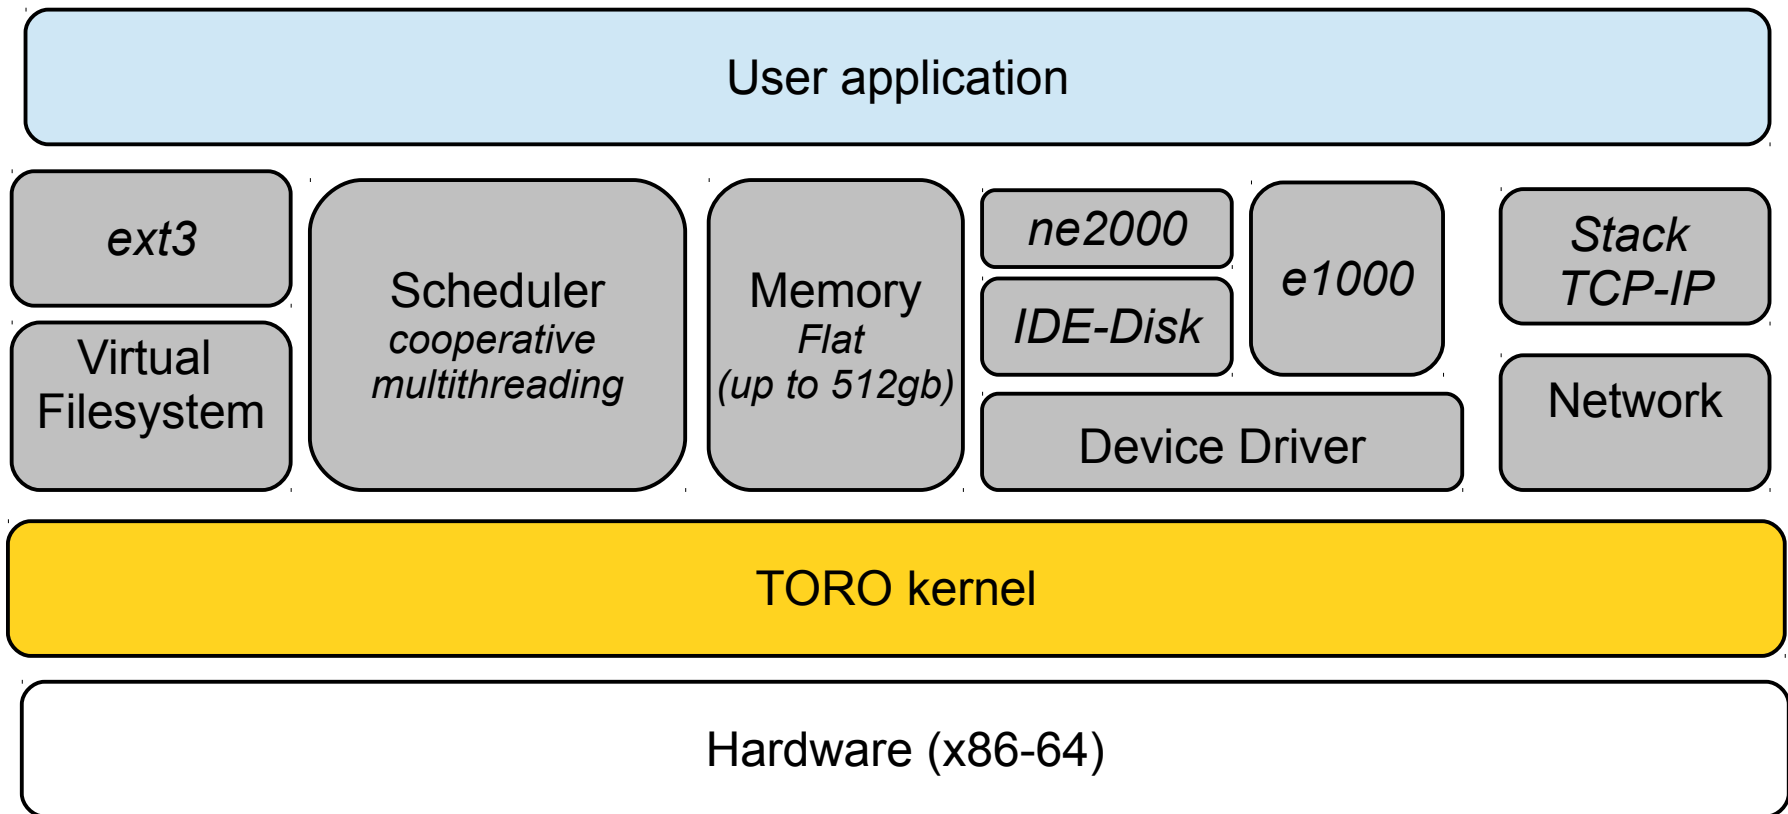 User application
ext3
Virtual
Filesystem
Scheduler
cooperative
multithreading
Memory
Flat
(up to 512gb)
ne2000
IDE-Disk
e1000
Device Driver
Stack
TCP-IP
Network
TORO kernel
Hardware (x86-64)